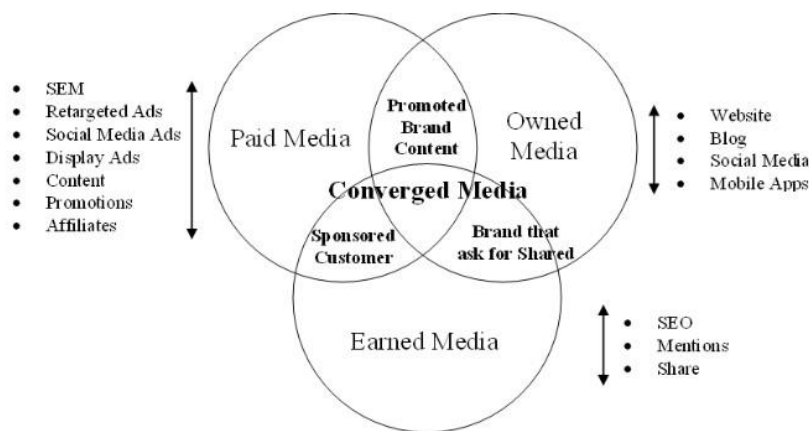 SEM
Retargeted Ads
Social Media Ads
Display Ads
Content
Promotions
Affiliates
Paid Media
Promoted
Brand
Content
Owned
Media
Website
Blog
Social Media
Mobile Apps
Converged Media
Sponsored
Customer
Brand that
ask for Shared
Earned Media
SEO
Mentions
Share